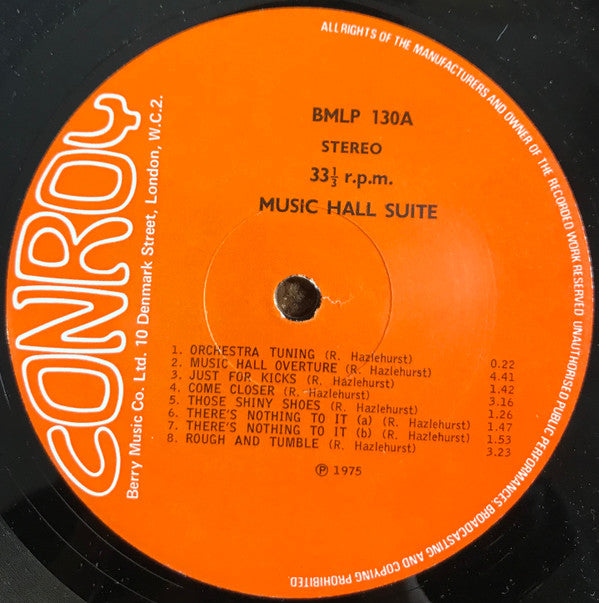 ALL RIGHTS OF THE MANUFACTURERS AND OWNER OF THE RECORDED WORK RESERVED UNAUTHORISED PUBLIC PERFORMANCES, BROADCASTING AND COPYING PROHIBITED
CONROY
Berry Music Co. Ltd. 10 Denmark Street, London, W.C.2.
BMLP 130A
STEREO
33⅓ r.p.m.
MUSIC HALL SUITE
1. ORCHESTRA TUNING (R. Hazlehurst) 0.22
2. MUSIC HALL OVERTURE (R. Hazlehurst) 4.41
3. JUST FOR KICKS (R. Hazlehurst) 1.42
4. COME CLOSER (R. Hazlehurst) 3.16
5. THOSE SHINY SHOES (R. Hazlehurst) 1.26
6. THERE'S NOTHING TO IT (a) (R. Hazlehurst) 1.47
7. THERE'S NOTHING TO IT (b) (R. Hazlehurst) 1.53
8. ROUGH AND TUMBLE (R. Hazlehurst) 3.23
Ⓟ 1975